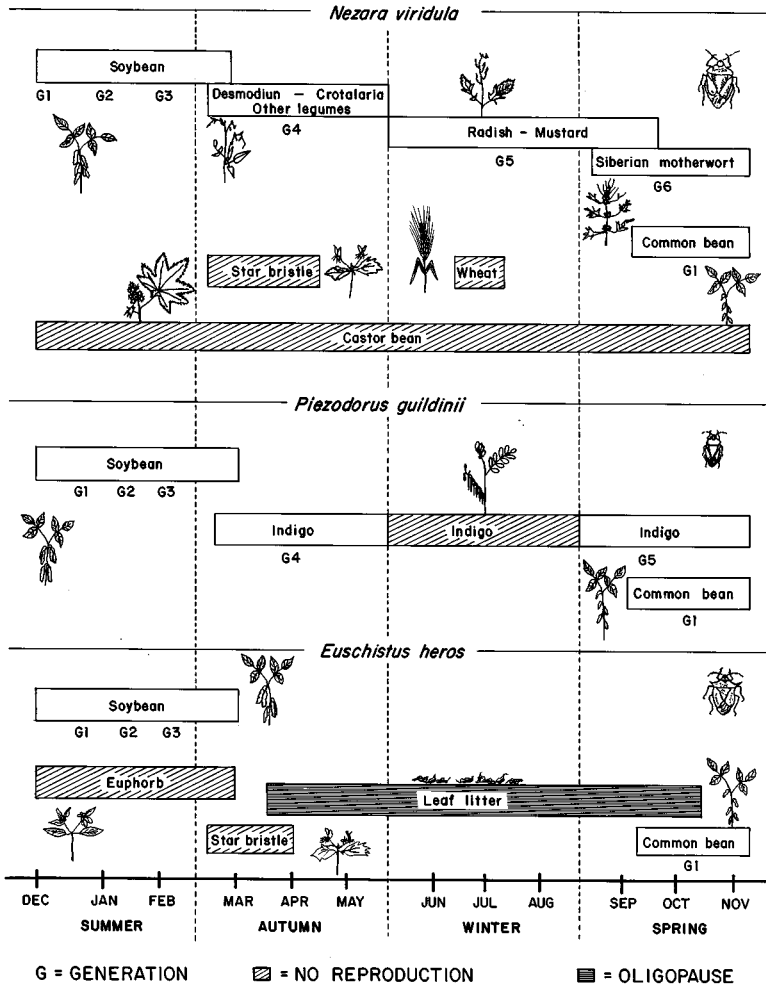 Nezara viridula
Soybean
G1 G2 G3
Desmodiun — Crotalaria
Other legumes
G4
Radish - Mustard
G5
Siberian motherwort
G6
Common bean
G1
Star bristle
Wheat
Castor bean
Piezodorus guildinii
Soybean
G1 G2 G3
Indigo
G4
Indigo
Indigo
G5
Common bean
G1
Euschistus heros
Soybean
G1 G2 G3
Euphorb
Leaf litter
Star bristle
Common bean
G1
DEC JAN FEB MAR APR MAY JUN JUL AUG SEP OCT NOV
SUMMER AUTUMN WINTER SPRING
G = GENERATION = NO REPRODUCTION = OLIGOPAUSE